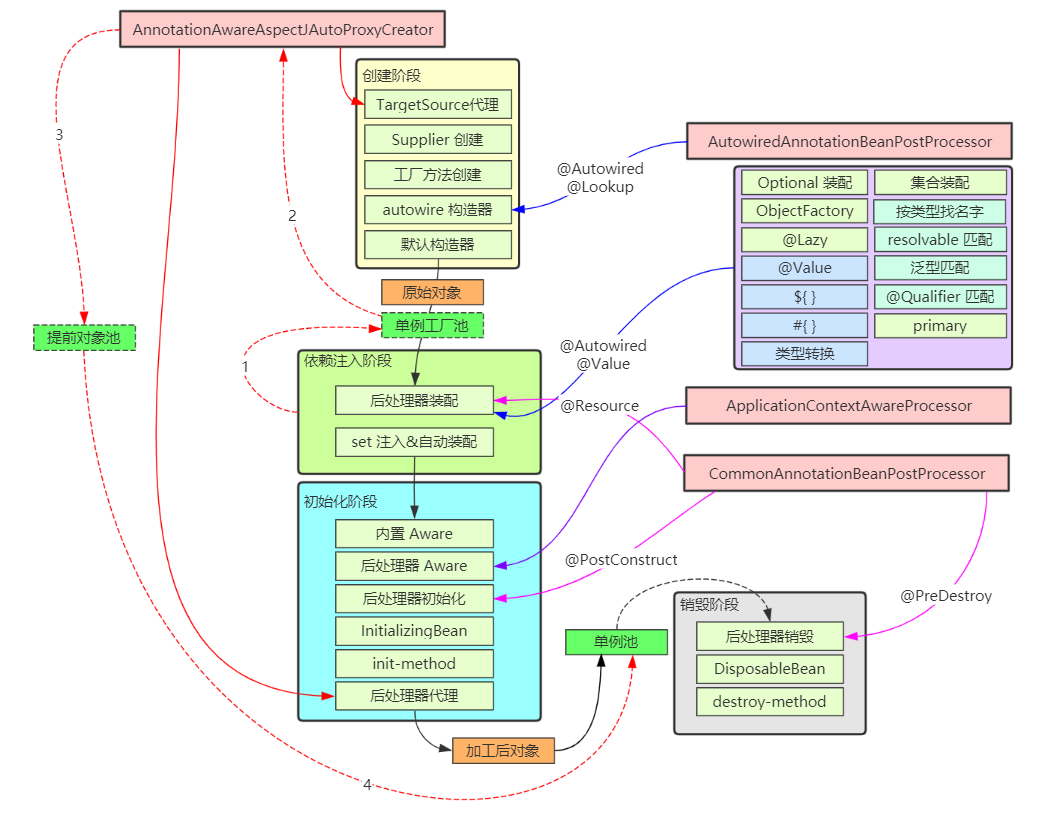 AnnotationAwareAspectJAutoProxyCreator
创建阶段
TargetSource代理
Supplier 创建
工厂方法创建
autowire 构造器
默认构造器
3
2
@Autowired
@Lookup
AutowiredAnnotationBeanPostProcessor
Optional 装配
集合装配
ObjectFactory
按类型找名字
@Lazy
resolvable 匹配
@Value
泛型匹配
${ }
@Qualifier 匹配
#{ }
primary
类型转换
原始对象
单例工厂池
提前对象池
1
依赖注入阶段
后处理器装配
set 注入&自动装配
@Autowired
@Value
@Resource
ApplicationContextAwareProcessor
CommonAnnotationBeanPostProcessor
初始化阶段
内置 Aware
后处理器 Aware
后处理器初始化
InitializingBean
init-method
后处理器代理
@PostConstruct
@PreDestroy
单例池
销毁阶段
后处理器销毁
DisposableBean
destroy-method
加工后对象
4